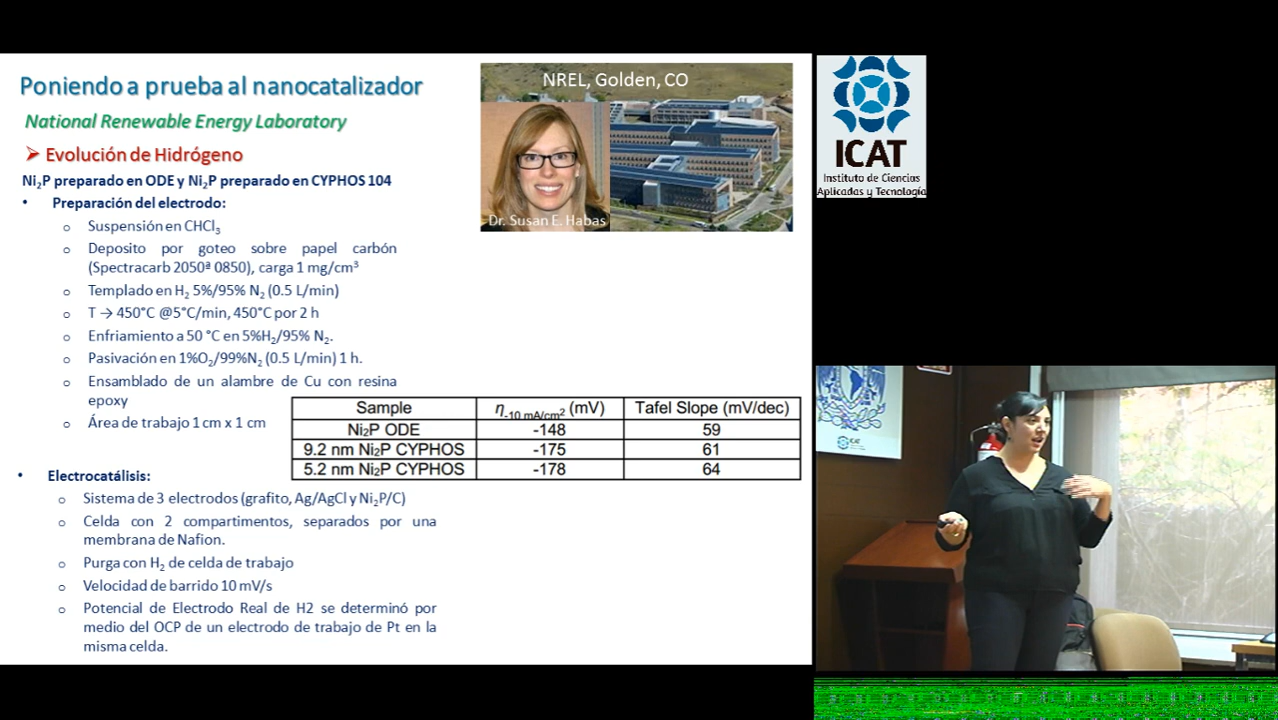 Poniendo a prueba al nanocatalizador
National Renewable Energy Laboratory
➢ Evolución de Hidrógeno
Ni₂P preparado en ODE y Ni₂P preparado en CYPHOS 104
• Preparación del electrodo:
o Suspensión en CHCl₃
o Deposito por goteo sobre papel carbón
(Spectracarb 2050ª 0850), carga 1 mg/cm³
o Templado en H₂ 5%/95% N₂ (0.5 L/min)
o T → 450°C @5°C/min, 450°C por 2 h
o Enfriamiento a 50 °C en 5%H₂/95% N₂.
o Pasivación en 1%O₂/99%N₂ (0.5 L/min) 1 h.
o Ensamblado de un alambre de Cu con resina
epoxy
o Área de trabajo 1 cm x 1 cm
NREL, Golden, CO
Dr. Susan E. Habas
Sample η-10 mA/cm² (mV) Tafel Slope (mV/dec)
Ni₂P ODE -148 59
9.2 nm Ni₂P CYPHOS -175 61
5.2 nm Ni₂P CYPHOS -178 64
• Electrocatálisis:
o Sistema de 3 electrodos (grafito, Ag/AgCl y Ni₂P/C)
o Celda con 2 compartimentos, separados por una
membrana de Nafion.
o Purga con H₂ de celda de trabajo
o Velocidad de barrido 10 mV/s
o Potencial de Electrodo Real de H2 se determinó por
medio del OCP de un electrodo de trabajo de Pt en la
misma celda.
ICAT
Instituto de Ciencias
Aplicadas y Tecnología
ICAT